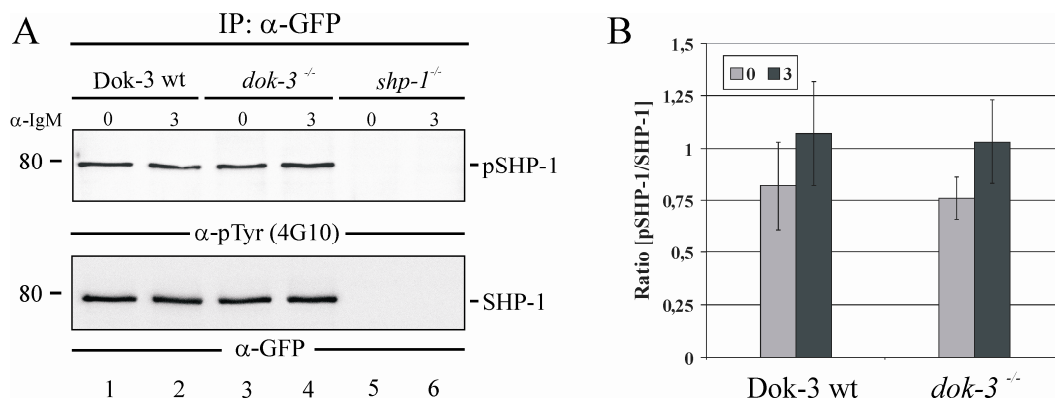 A
IP: α-GFP
Dok-3 wt dok-3 -/- shp-1 -/-
α-IgM 0 3 0 3 0 3
80 pSHP-1
α-pTyr (4G10)
80 SHP-1
α-GFP
1 2 3 4 5 6
B
Ratio [pSHP-1/SHP-1]
1,5
1,25
1
0,75
0,5
0,25
0
0 3
Dok-3 wt dok-3 -/-